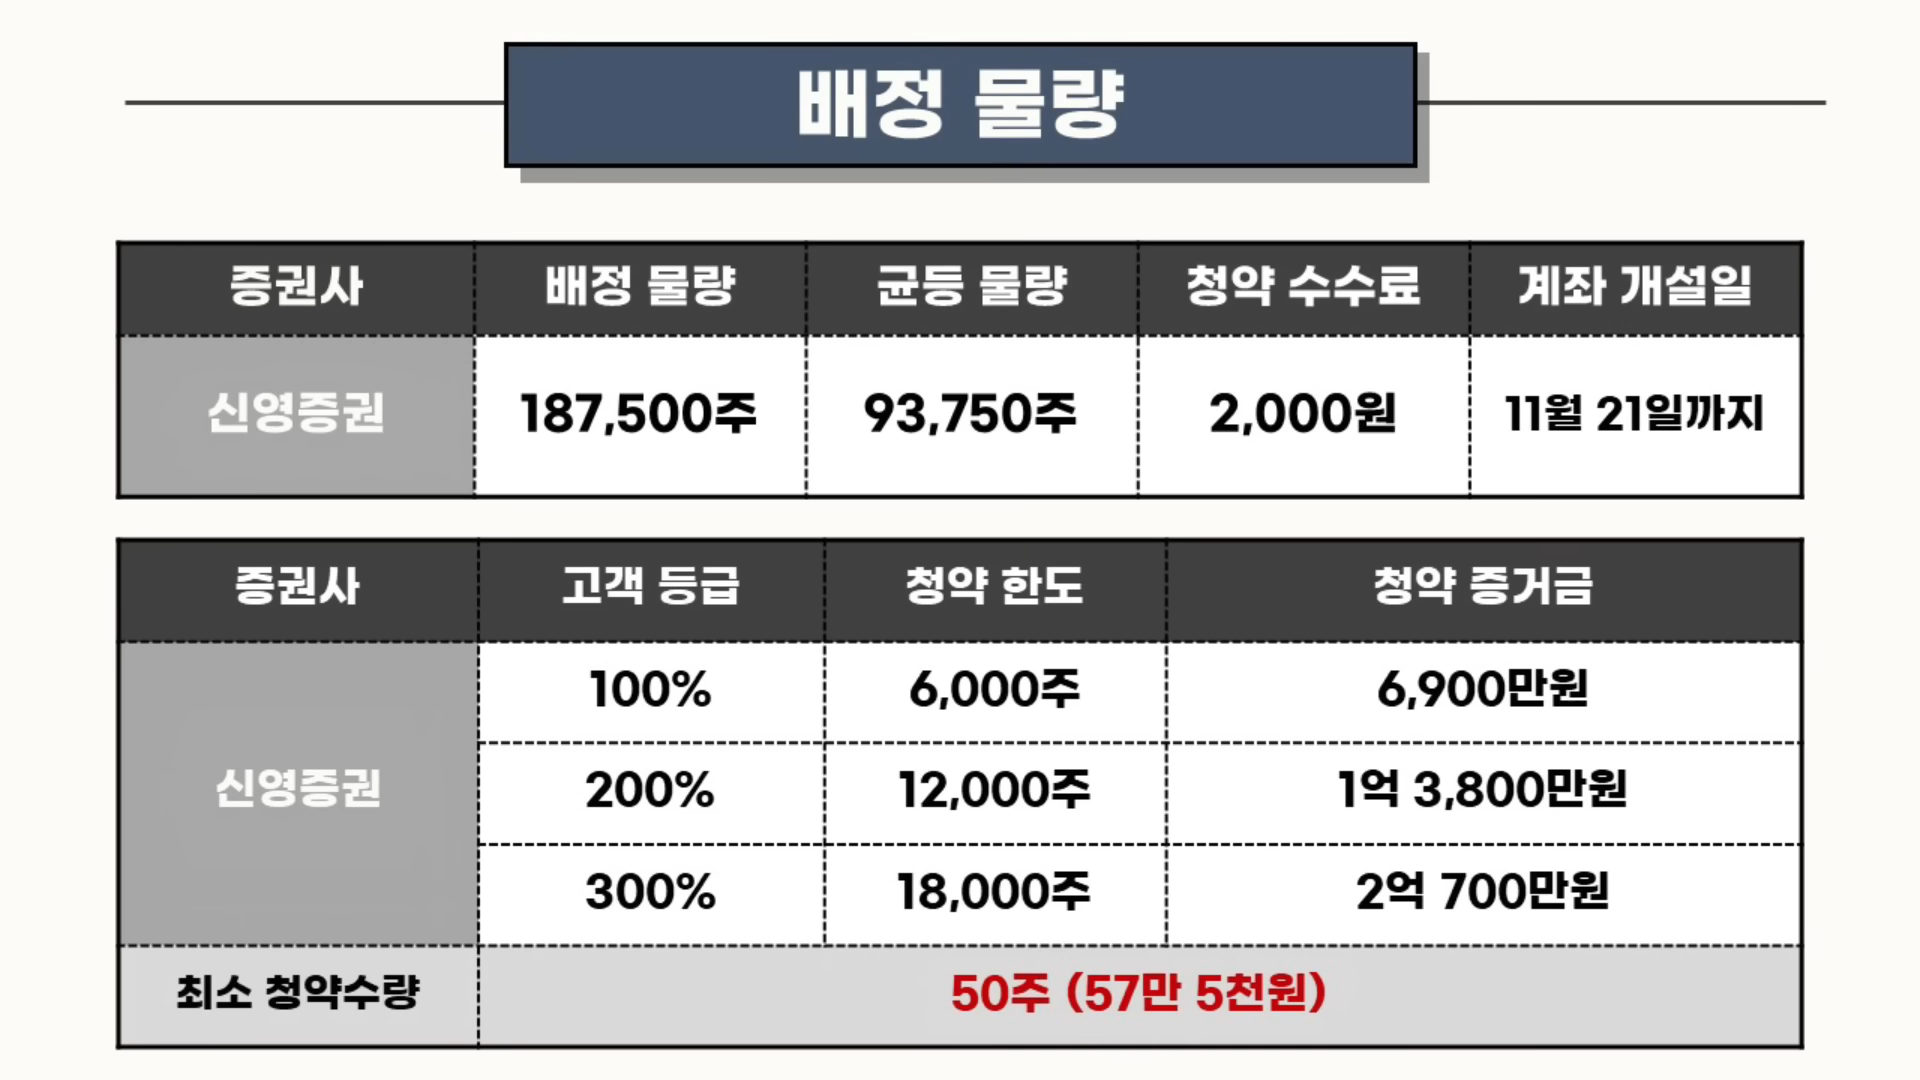 배정 물량
증권사 배정 물량 균등 물량 청약 수수료 계좌 개설일
신영증권 187,500주 93,750주 2,000원 11월 21일까지
증권사 고객 등급 청약 한도 청약 증거금
100% 6,000주 6,900만원
신영증권 200% 12,000주 1억 3,800만원
300% 18,000주 2억 700만원
최소 청약수량 50주 (57만 5천원)